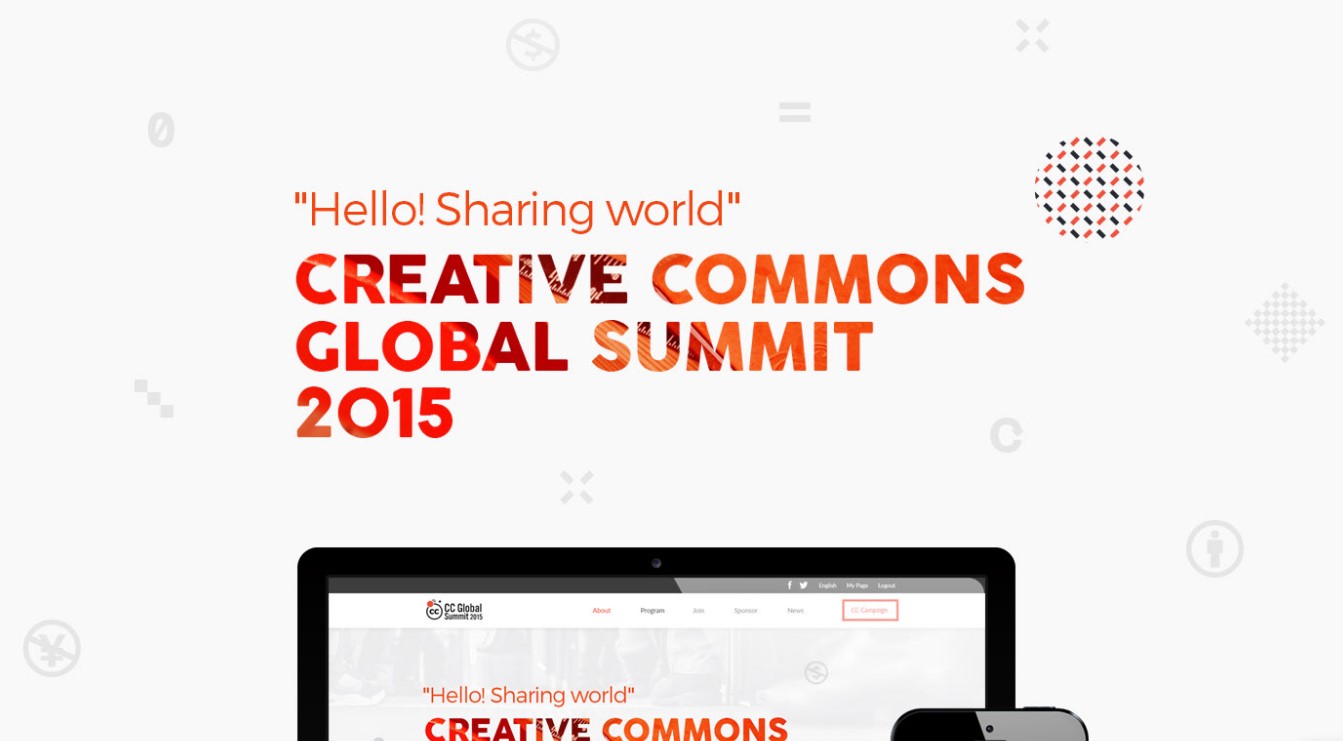 "Hello! Sharing world"
CREATIVE COMMONS
GLOBAL SUMMIT
2015
English My Page Logout
CC Global
Summit 2015
About Program Join Sponsor News CC Campaign
"Hello! Sharing world"
CREATIVE COMMONS